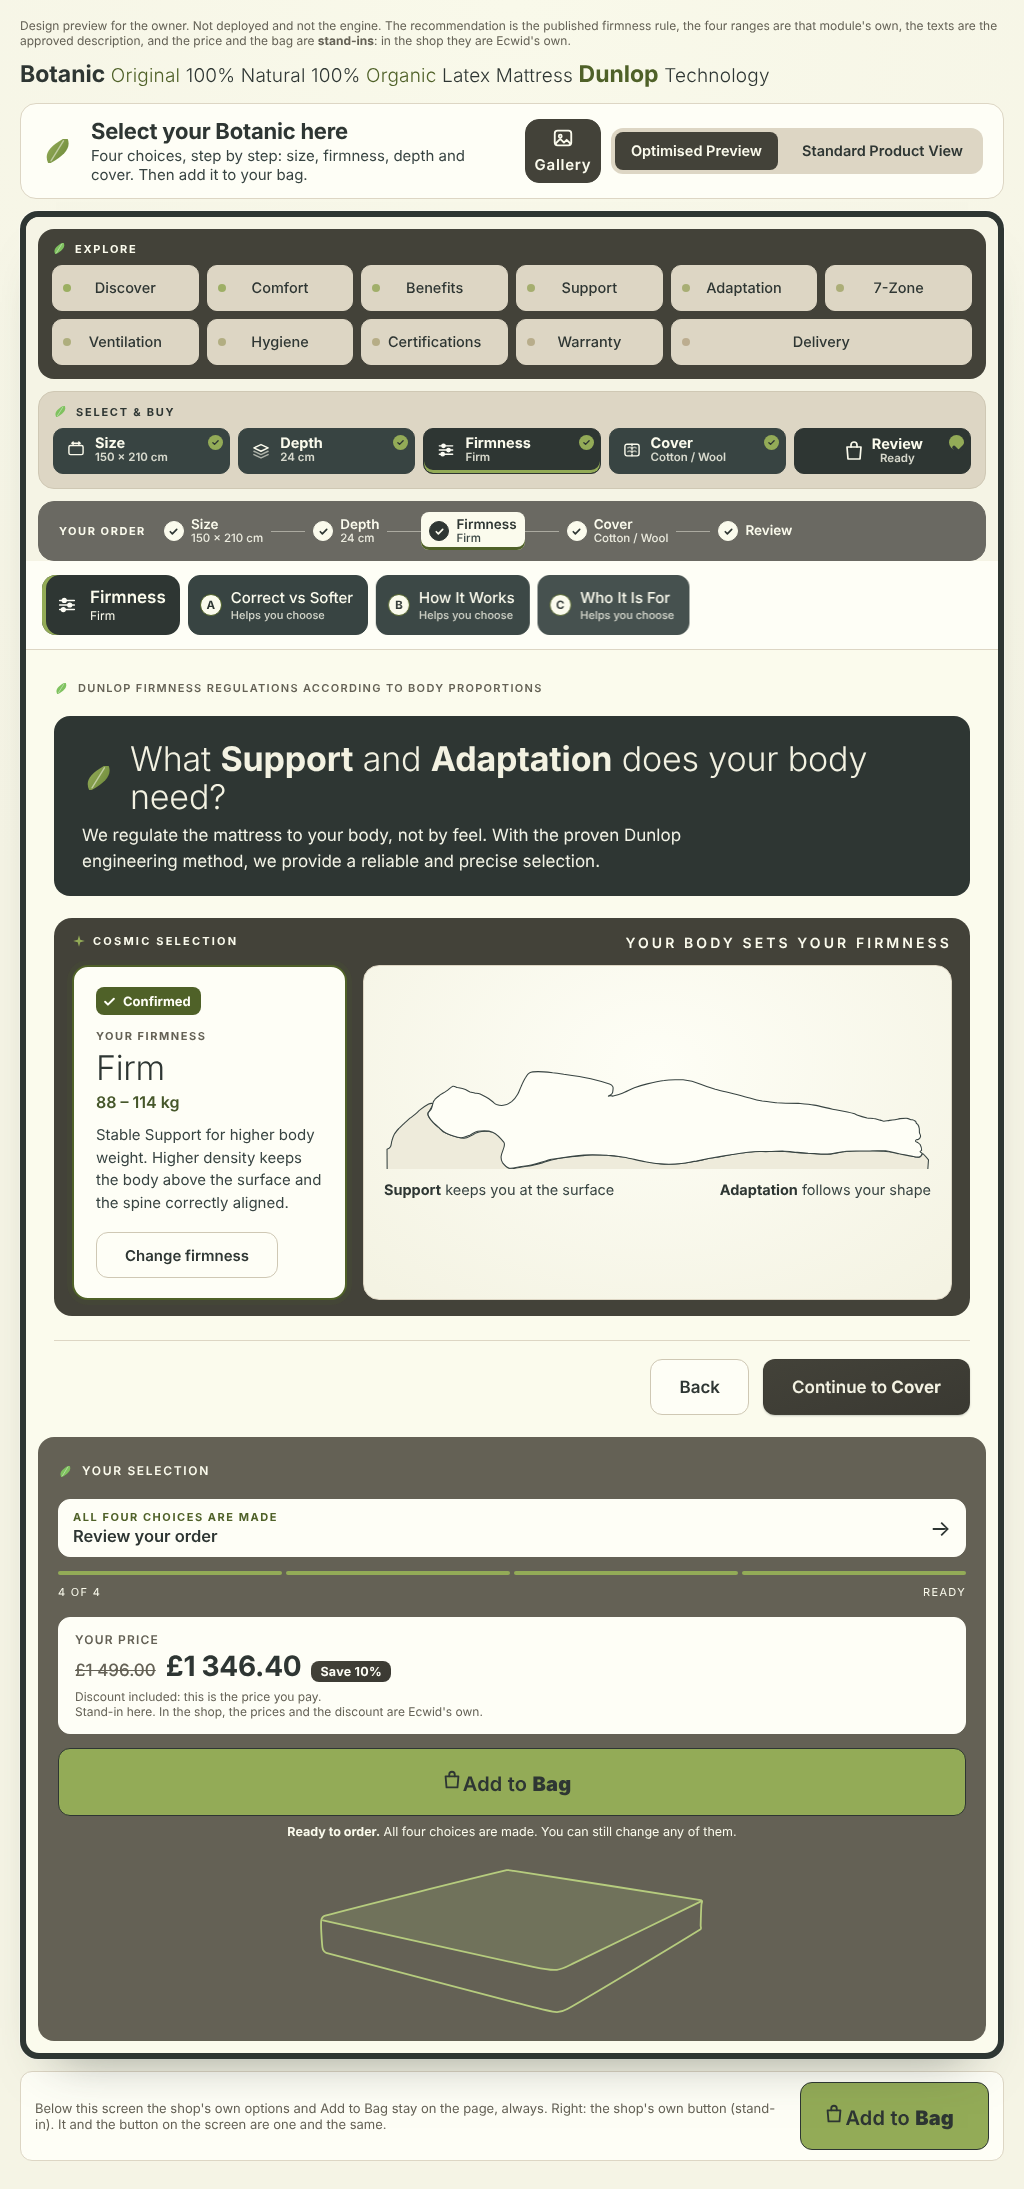 Design preview for the owner. Not deployed and not the engine. The recommendation is the published firmness rule, the four ranges are that module's own, the texts are the
approved description, and the price and the bag are stand-ins: in the shop they are Ecwid's own.
Botanic Original 100% Natural 100% Organic Latex Mattress Dunlop Technology
Select your Botanic here
Four choices, step by step: size, firmness, depth and
cover. Then add it to your bag.
Gallery
Optimised Preview
Standard Product View
EXPLORE
Discover
Comfort
Benefits
Support
Adaptation
7-Zone
Ventilation
Hygiene
Certifications
Warranty
Delivery
SELECT & BUY
Size
150 × 210 cm
Depth
24 cm
Firmness
Firm
Cover
Cotton / Wool
Review
Ready
YOUR ORDER
Size
150 × 210 cm
Depth
24 cm
Firmness
Firm
Cover
Cotton / Wool
Review
Firmness
Firm
A
Correct vs Softer
Helps you choose
B
How It Works
Helps you choose
C
Who It Is For
Helps you choose
DUNLOP FIRMNESS REGULATIONS ACCORDING TO BODY PROPORTIONS
What Support and Adaptation does your body
need?
We regulate the mattress to your body, not by feel. With the proven Dunlop
engineering method, we provide a reliable and precise selection.
COSMIC SELECTION
YOUR BODY SETS YOUR FIRMNESS
Confirmed
YOUR FIRMNESS
Firm
88 – 114 kg
Stable Support for higher body
weight. Higher density keeps
the body above the surface and
the spine correctly aligned.
Change firmness
Support keeps you at the surface
Adaptation follows your shape
Back
Continue to Cover
YOUR SELECTION
ALL FOUR CHOICES ARE MADE
Review your order
4 OF 4
READY
YOUR PRICE
£1 496.00 £1 346.40 Save 10%
Discount included: this is the price you pay.
Stand-in here. In the shop, the prices and the discount are Ecwid's own.
Add to Bag
Ready to order. All four choices are made. You can still change any of them.
Below this screen the shop's own options and Add to Bag stay on the page, always. Right: the shop's own button (stand-
in). It and the button on the screen are one and the same.
Add to Bag